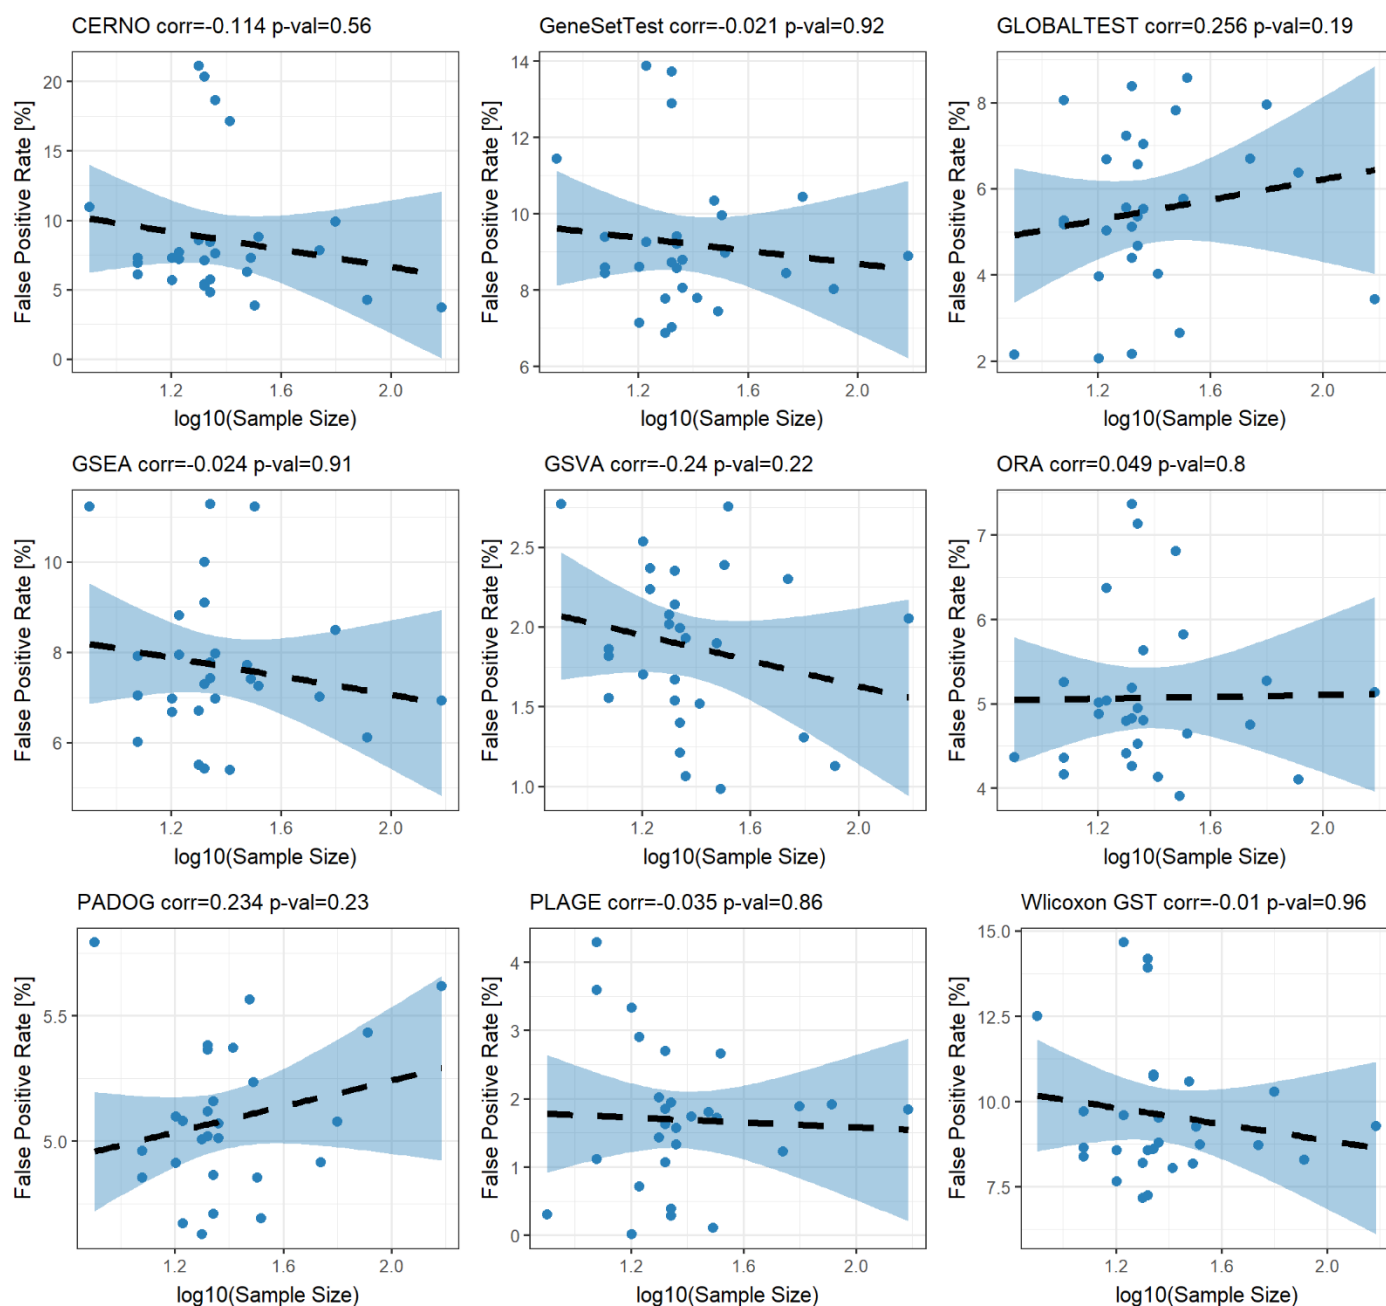 CERNO corr=-0.114 p-val=0.56
False Positive Rate [%]
20
15
10
5
0
1.2 1.6 2.0
log10(Sample Size)
GeneSetTest corr=-0.021 p-val=0.92
False Positive Rate [%]
14
12
10
8
6
1.2 1.6 2.0
log10(Sample Size)
GLOBALTEST corr=0.256 p-val=0.19
False Positive Rate [%]
8
6
4
2
1.2 1.6 2.0
log10(Sample Size)
GSEA corr=-0.024 p-val=0.91
False Positive Rate [%]
10
8
6
1.2 1.6 2.0
log10(Sample Size)
GSVA corr=-0.24 p-val=0.22
False Positive Rate [%]
2.5
2.0
1.5
1.0
1.2 1.6 2.0
log10(Sample Size)
ORA corr=0.049 p-val=0.8
False Positive Rate [%]
7
6
5
4
1.2 1.6 2.0
log10(Sample Size)
PADOG corr=0.234 p-val=0.23
False Positive Rate [%]
5.5
5.0
1.2 1.6 2.0
log10(Sample Size)
PLAGE corr=-0.035 p-val=0.86
False Positive Rate [%]
4
3
2
1
0
1.2 1.6 2.0
log10(Sample Size)
Wlicoxon GST corr=-0.01 p-val=0.96
False Positive Rate [%]
15.0
12.5
10.0
7.5
1.2 1.6 2.0
log10(Sample Size)